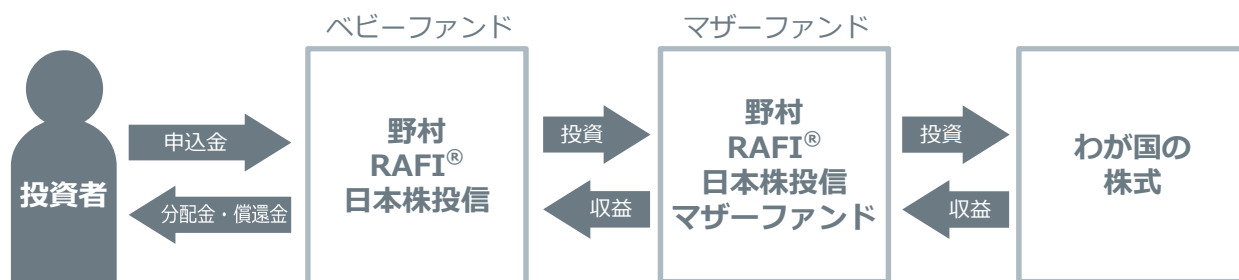 ベビーファンド
マザーファンド
投資者
申込金
分配金・償還金
野村
RAFI®
日本株投信
投資
収益
野村
RAFI®
日本株投信
マザーファンド
投資
収益
わが国の
株式